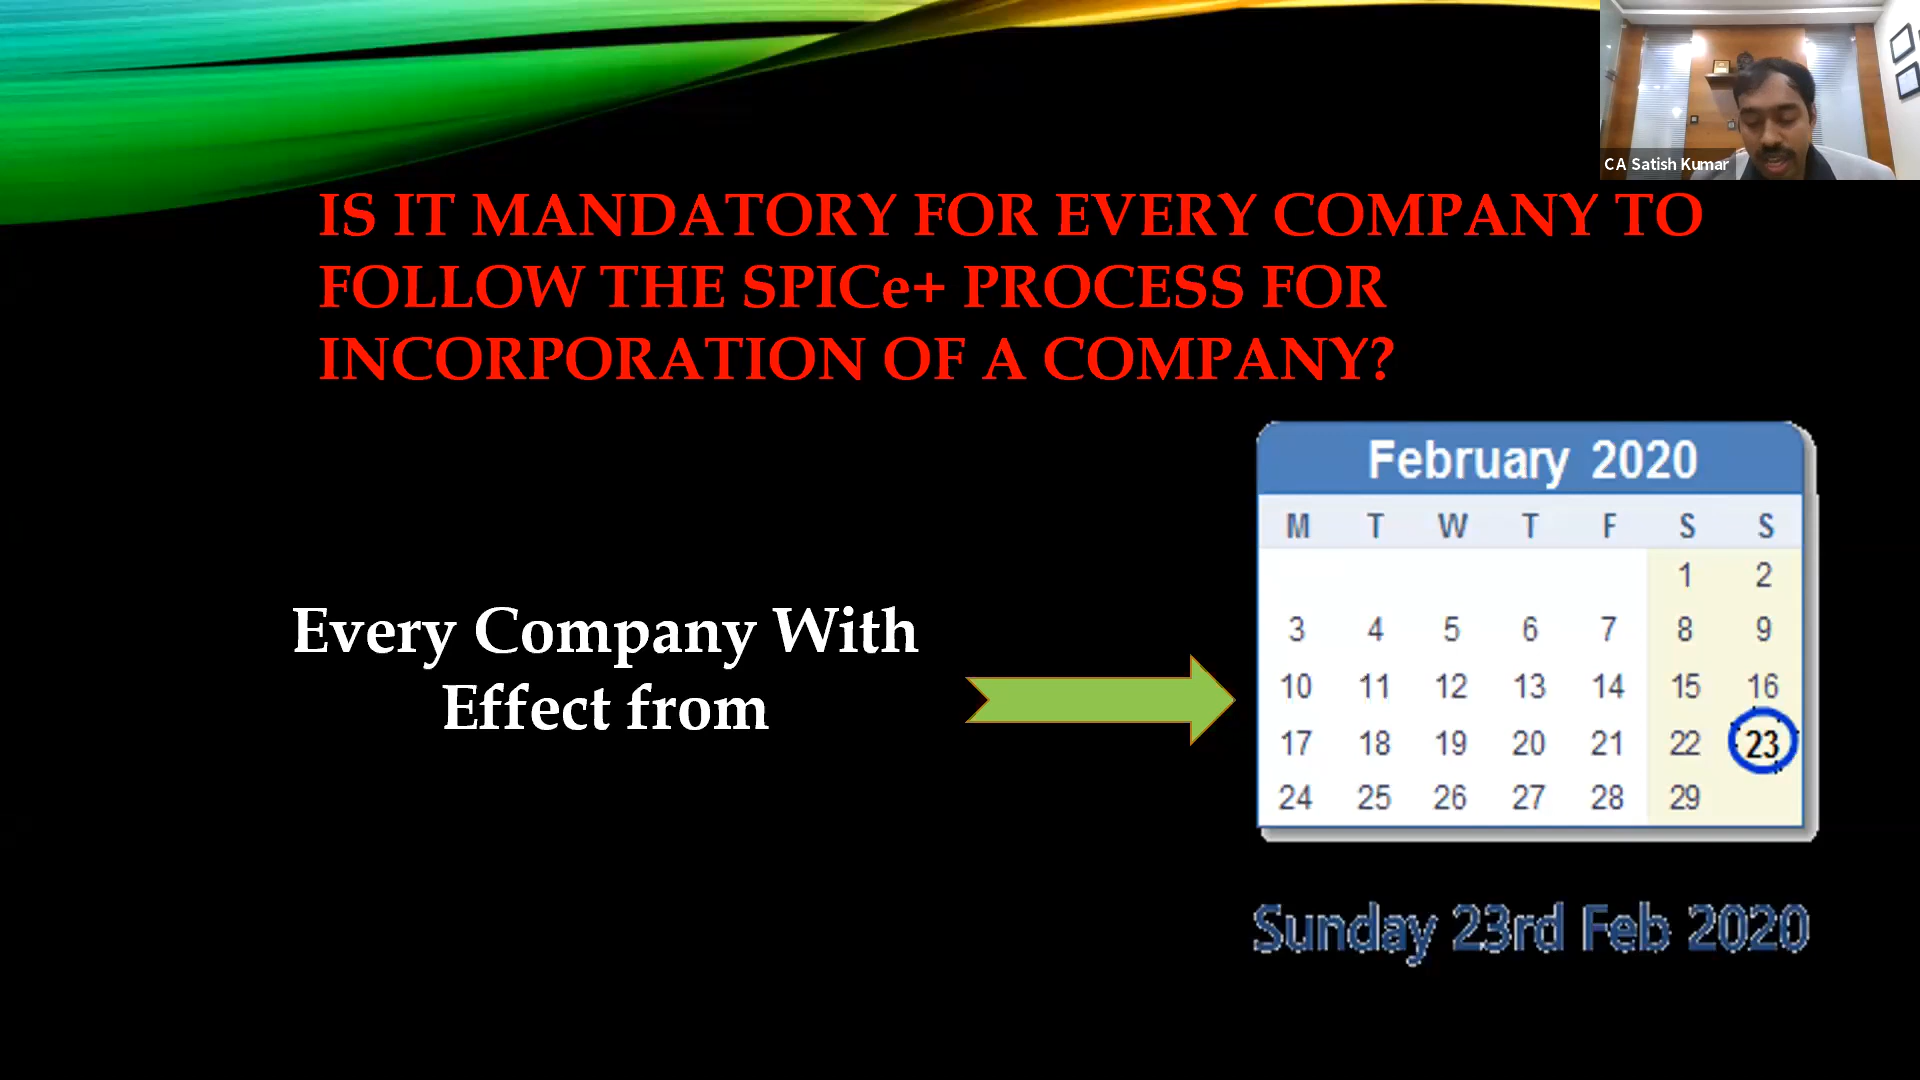 CA Satish Kumar
IS IT MANDATORY FOR EVERY COMPANY TO
FOLLOW THE SPICe+ PROCESS FOR
INCORPORATION OF A COMPANY?
Every Company With
Effect from
February 2020
M T W T F S S
1 2
3 4 5 6 7 8 9
10 11 12 13 14 15 16
17 18 19 20 21 22 23
24 25 26 27 28 29
Sunday 23rd Feb 2020